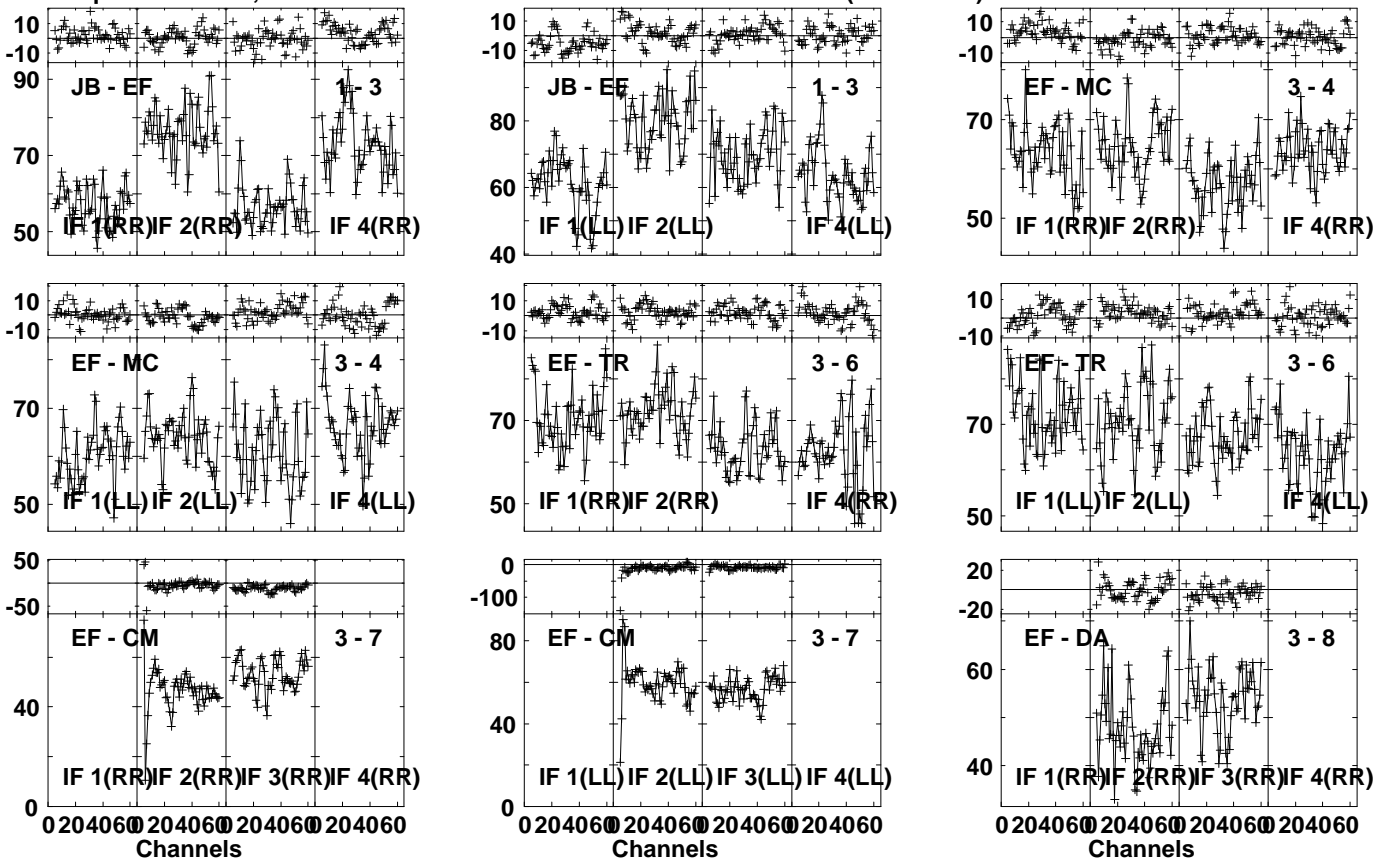 10 10 10
-10 -10 -10
90 JB - EF 1 - 3 JB - EF 1 - 3 EF - MC 3 - 4
80 70
70
60
50 IF 1(RR) IF 2(RR) IF 4(RR) IF 1(LL) IF 2(LL) IF 4(LL) 50 IF 1(RR) IF 2(RR) IF 4(RR)
40
10 10 10
-10 -10 -10
EF - MC 3 - 4 EF - TR 3 - 6 EF - TR 3 - 6
70 70 70
50 IF 1(LL) IF 2(LL) IF 4(LL) 50 IF 1(RR) IF 2(RR) IF 4(RR) 50 IF 1(LL) IF 2(LL) IF 4(LL)
50 0 20
-50 -100 -20
EF - CM 3 - 7 EF - CM 3 - 7 EF - DA 3 - 8
80 60
40 60
40
20 40
IF 1(RR) IF 2(RR) IF 3(RR) IF 4(RR) IF 1(LL) IF 2(LL) IF 3(LL) IF 4(LL) IF 1(RR) IF 2(RR) IF 3(RR) IF 4(RR)
0 0
0 204060 0 204060 0 204060 0 204060 0 204060 0 204060 0 204060 0 204060 0 204060 0 204060 0 204060 0 204060
Channels Channels Channels